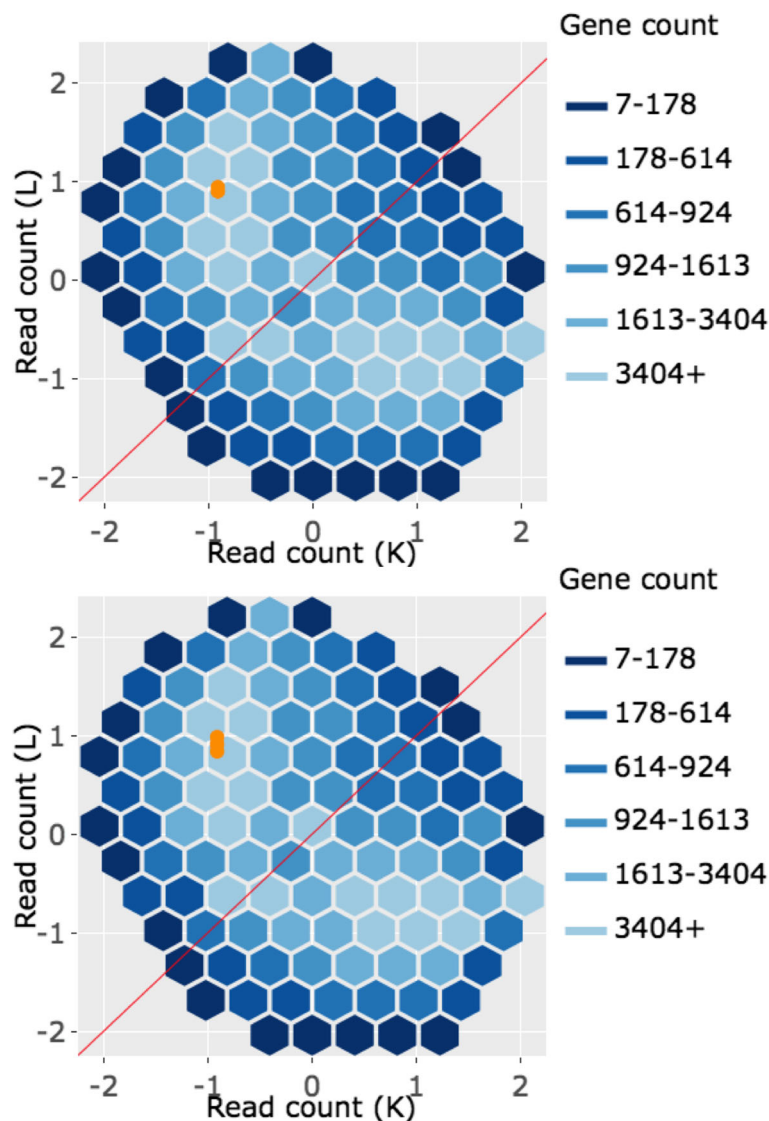 Gene count
2
7-178
178-614
1
614-924
Read count (L)
0
924-1613
1613-3404
-1
3404+
-2
-2 -1 0 1 2
Read count (K)
Gene count
2
7-178
178-614
1
614-924
Read count (L)
0
924-1613
1613-3404
-1
3404+
-2
-2 -1 0 1 2
Read count (K)